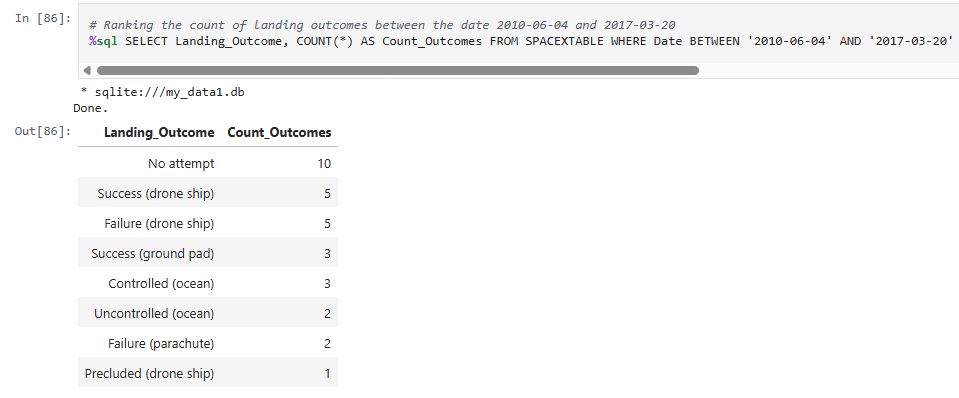 In [86]:
# Ranking the count of landing outcomes between the date 2010-06-04 and 2017-03-20
%sql SELECT Landing_Outcome, COUNT(*) AS Count_Outcomes FROM SPACEXTABLE WHERE Date BETWEEN '2010-06-04' AND '2017-03-20'
* sqlite:///my_data1.db
Done.
Out[86]:
Landing_Outcome Count_Outcomes
No attempt 10
Success (drone ship) 5
Failure (drone ship) 5
Success (ground pad) 3
Controlled (ocean) 3
Uncontrolled (ocean) 2
Failure (parachute) 2
Precluded (drone ship) 1